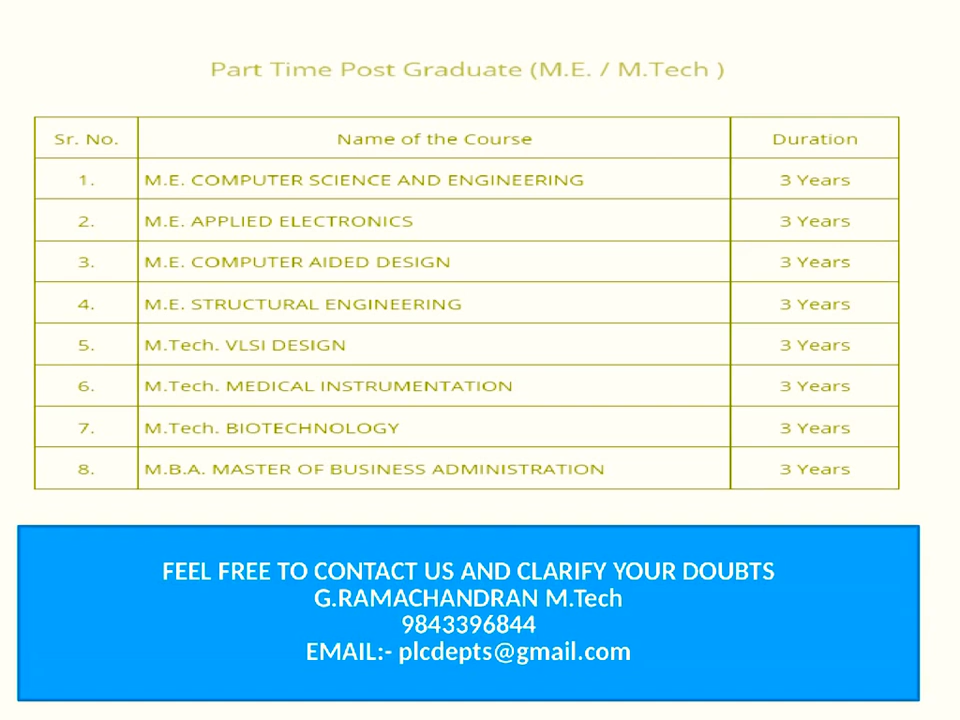 Part Time Post Graduate (M.E. / M.Tech )
Sr. No. Name of the Course Duration
1. M.E. COMPUTER SCIENCE AND ENGINEERING 3 Years
2. M.E. APPLIED ELECTRONICS 3 Years
3. M.E. COMPUTER AIDED DESIGN 3 Years
4. M.E. STRUCTURAL ENGINEERING 3 Years
5. M.Tech. VLSI DESIGN 3 Years
6. M.Tech. MEDICAL INSTRUMENTATION 3 Years
7. M.Tech. BIOTECHNOLOGY 3 Years
8. M.B.A. MASTER OF BUSINESS ADMINISTRATION 3 Years
FEEL FREE TO CONTACT US AND CLARIFY YOUR DOUBTS
G.RAMACHANDRAN M.Tech
9843396844
EMAIL:- plcdepts@gmail.com